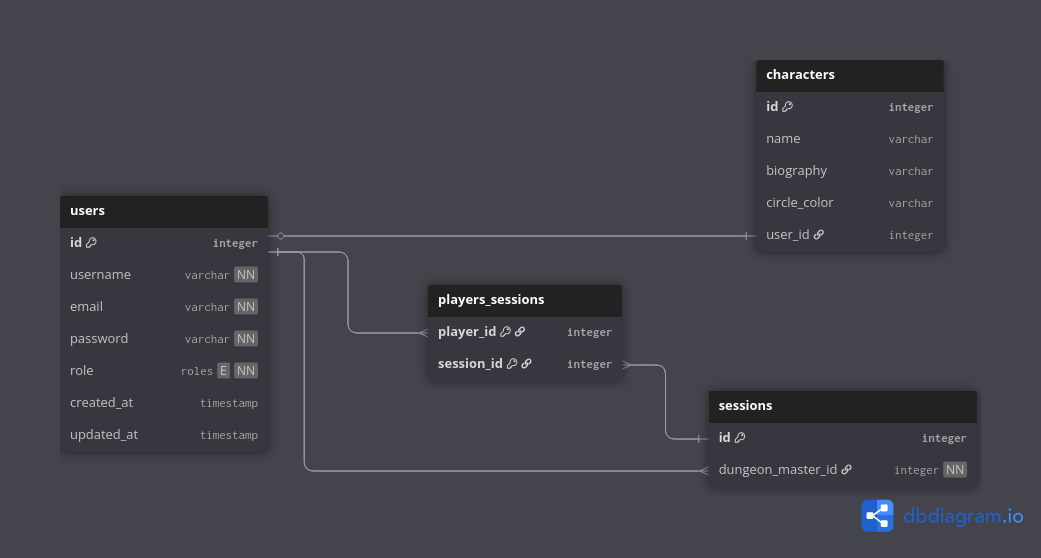 characters
id integer
name varchar
biography varchar
circle_color varchar
user_id integer
users
id integer
username varchar NN
email varchar NN
password varchar NN
role roles E NN
created_at timestamp
updated_at timestamp
players_sessions
player_id integer
session_id integer
sessions
id integer
dungeon_master_id integer NN
dbdiagram.io